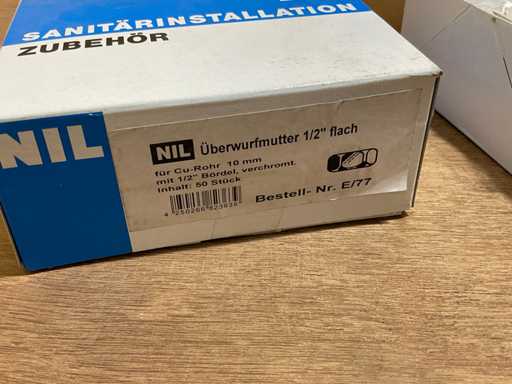 SANITÄRINSTALLATION
ZUBEHÖR
NIL
NIL Überwurfmutter 1/2" flach
für Cu-Rohr 10 mm
mit 1/2" Bördel, verchromt.
Inhalt: 50 Stück
Bestell- Nr. E/77